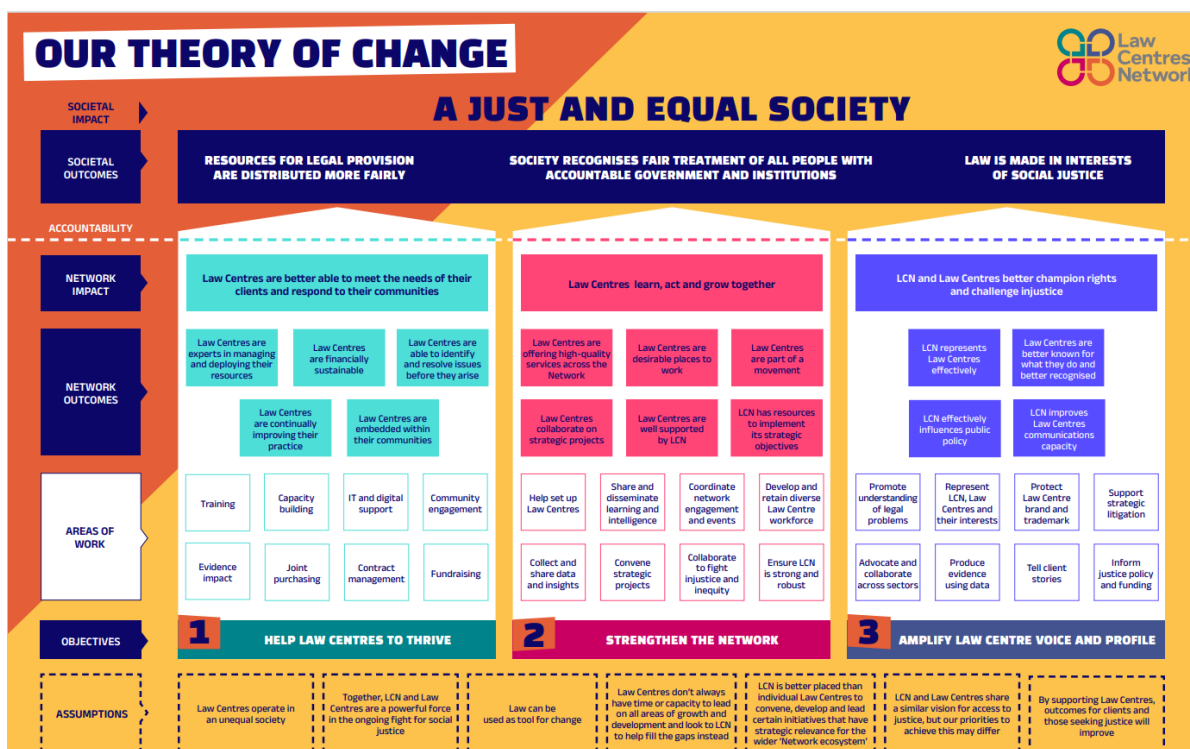 OUR THEORY OF CHANGE
Law
Centres
Network
SOCIETAL
IMPACT
A JUST AND EQUAL SOCIETY
SOCIETAL
OUTCOMES
RESOURCES FOR LEGAL PROVISION
ARE DISTRIBUTED MORE FAIRLY
SOCIETY RECOGNISES FAIR TREATMENT OF ALL PEOPLE WITH
ACCOUNTABLE GOVERNMENT AND INSTITUTIONS
LAW IS MADE IN INTERESTS
OF SOCIAL JUSTICE
ACCOUNTABILITY
NETWORK
IMPACT
Law Centres are better able to meet the needs of their
clients and respond to their communities
Law Centres learn, act and grow together
LCN and Law Centres better champion rights
and challenge injustice
NETWORK
OUTCOMES
Law Centres are
experts in managing
and deploying their
resources
Law Centres
are financially
sustainable
Law Centres are
able to identify
and resolve issues
before they arise
Law Centres
are continually
improving their
practice
Law Centres are
embedded within
their communities
Law Centres are
offering high-quality
services across the
Network
Law Centres are
desirable places to
work
Law Centres
are part of a
movement
Law Centres
collaborate on
strategic projects
Law Centres are
well supported
by LCN
LCN has resources
to implement
its strategic
objectives
LCN represents
Law Centres
effectively
Law Centres are
better known for
what they do and
better recognised
LCN effectively
influences public
policy
LCN improves
Law Centres
communications
capacity
AREAS OF
WORK
Training
Capacity
building
IT and digital
support
Community
engagement
Evidence
impact
Joint
purchasing
Contract
management
Fundraising
Help set up
Law Centres
Share and
disseminate
learning and
intelligence
Coordinate
network
engagement
and events
Develop and
retain diverse
Law Centre
workforce
Collect and
share data
and insights
Convene
strategic
projects
Collaborate
to fight
injustice and
inequity
Ensure LCN
is strong and
robust
Promote
understanding
of legal
problems
Represent
LCN, Law
Centres and
their interests
Protect
Law Centre
brand and
trademark
Support
strategic
litigation
Advocate and
collaborate
across sectors
Produce
evidence
using data
Tell client
stories
Inform
justice policy
and funding
OBJECTIVES
1
HELP LAW CENTRES TO THRIVE
2
STRENGTHEN THE NETWORK
3
AMPLIFY LAW CENTRE VOICE AND PROFILE
ASSUMPTIONS
Law Centres operate in
an unequal society
Together, LCN and Law
Centres are a powerful force
in the ongoing fight for social
justice
Law can be
used as tool for change
Law Centres don't always
have time or capacity to lead
on all areas of growth and
development and look to LCN
to help fill the gaps instead
LCN is better placed than
individual Law Centres to
convene, develop and lead
certain initiatives that have
strategic relevance for the
wider 'Network ecosystem'
LCN and Law Centres share
a similar vision for access to
justice, but our priorities to
achieve this may differ
By supporting Law Centres,
outcomes for clients and
those seeking justice will
improve